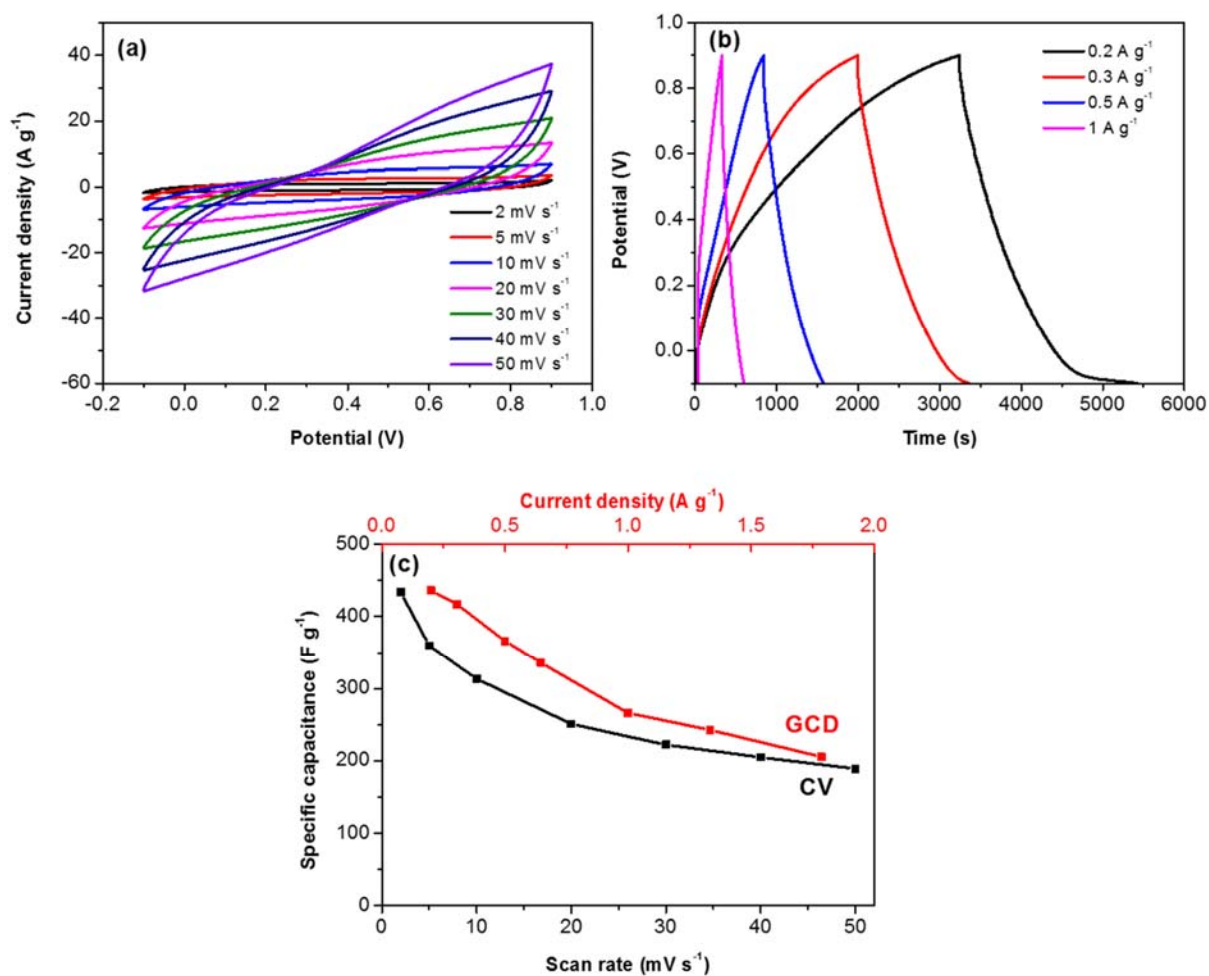 (a)
40
20
0
-20
-40
-60
Current density (A g⁻¹)
-0.2 0.0 0.2 0.4 0.6 0.8 1.0
Potential (V)
2 mV s⁻¹
5 mV s⁻¹
10 mV s⁻¹
20 mV s⁻¹
30 mV s⁻¹
40 mV s⁻¹
50 mV s⁻¹
(b)
1.0
0.8
0.6
0.4
0.2
0.0
Potential (V)
0 1000 2000 3000 4000 5000 6000
Time (s)
0.2 A g⁻¹
0.3 A g⁻¹
0.5 A g⁻¹
1 A g⁻¹
Current density (A g⁻¹)
0.0 0.5 1.0 1.5 2.0
(c)
500
400
300
200
100
0
Specific capacitance (F g⁻¹)
GCD
CV
0 10 20 30 40 50
Scan rate (mV s⁻¹)